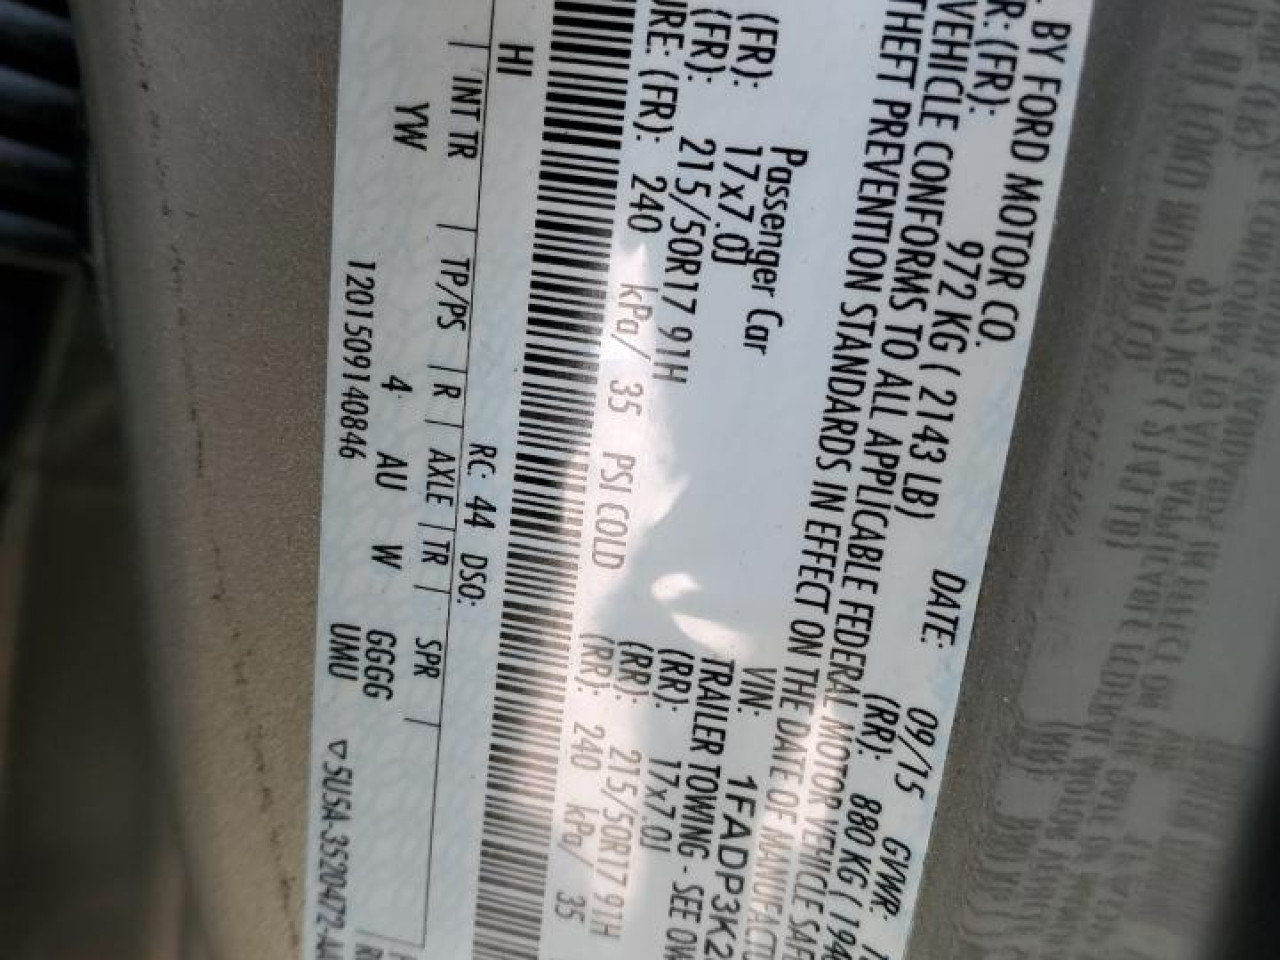 BY FORD MOTOR CO.
DATE: 09/15 GVWR:
(FR): 972 KG ( 2143 LB) (RR): 880 KG (
VEHICLE CONFORMS TO ALL APPLICABLE FEDERAL MOTOR VEHICLE
THEFT PREVENTION STANDARDS IN EFFECT ON THE DATE OF
VIN: 1FADP3K2
Passenger Car TRAILER TOWING - SEE
(FR): 17x7.0J (RR): 17x7.0J
(FR): 215/50R17 91H (RR): 215/50R17 91H
(FR): 240 kPa/ 35 PSI COLD (RR): 240 kPa/ 35
HI RC: 44 DSO:
INT TR TP/PS R AXLE TR SPR
YW 4 AU W GGGG
1201509140846 UMU ▽5U5A-3520472-AA